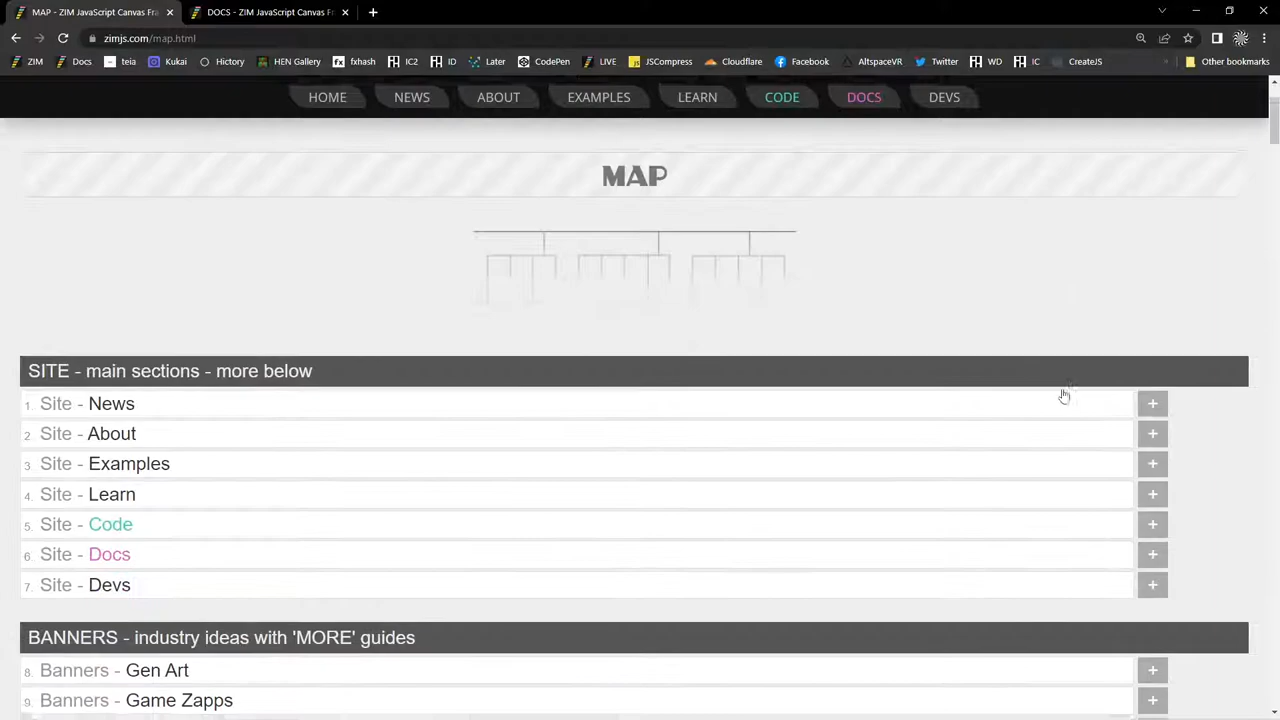 MAP - ZIM JavaScript Canvas Fra
DOCS - ZIM JavaScript Canvas F
zimjs.com/map.html
ZIM
Docs
teia
Kukai
Hictory
HEN Gallery
fxhash
IC2
ID
Later
CodePen
LIVE
JSCompress
Cloudflare
Facebook
AltspaceVR
Twitter
WD
IC
CreateJS
Other bookmarks
HOME
NEWS
ABOUT
EXAMPLES
LEARN
CODE
DOCS
DEVS
MAP
SITE - main sections - more below
1. Site - News +
2. Site - About +
3. Site - Examples +
4. Site - Learn +
5. Site - Code +
6. Site - Docs +
7. Site - Devs +
BANNERS - industry ideas with 'MORE' guides
8. Banners - Gen Art +
9. Banners - Game Zapps +